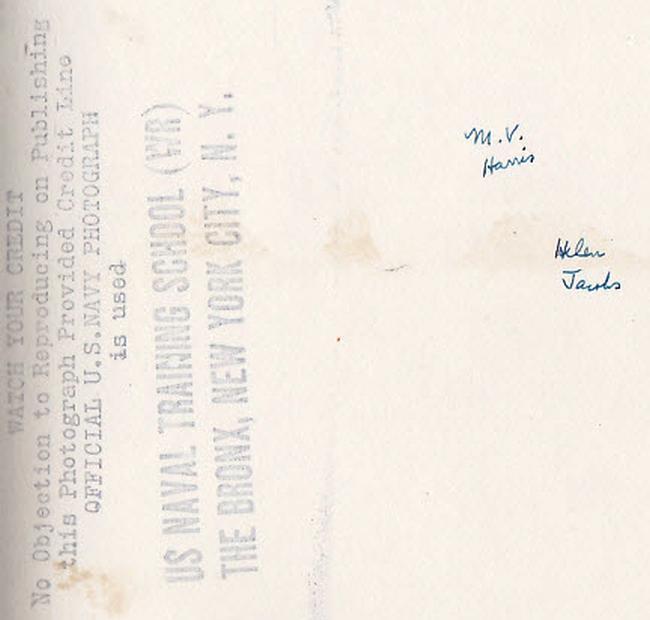 WATCH YOUR CREDIT
No Objection to Reproducing on Publishing
this Photograph Provided Credit Line
OFFICIAL U.S.NAVY PHOTOGRAPH
is used
US NAVAL TRAINING SCHOOL (WR)
THE BRONX, NEW YORK CITY, N.Y.
M.V.
Harris
Helen
Jacobs